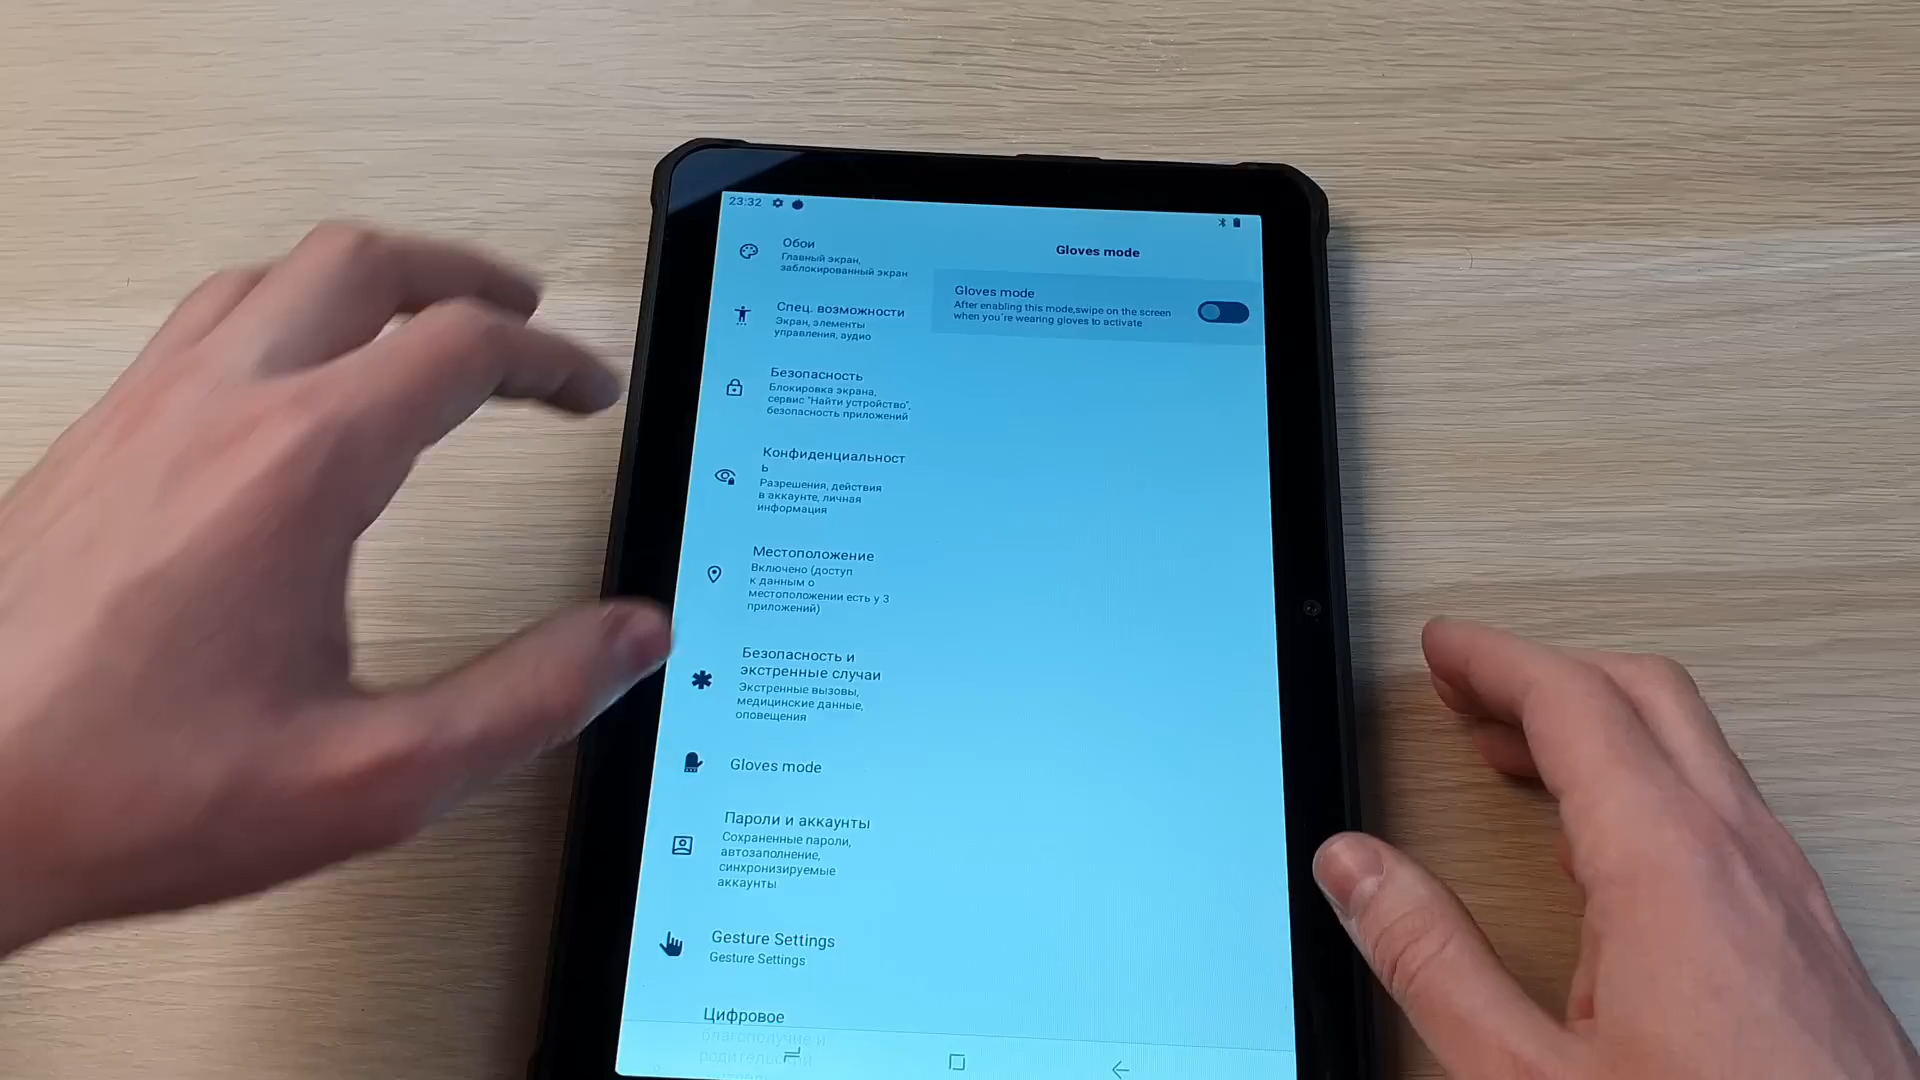 23:32
Обои
Главный экран,
заблокированный экран
Спец. возможности
Экран, элементы
управления, аудио
Безопасность
Блокировка экрана,
сервис "Найти устройство",
безопасность приложений
Конфиденциальност
ь
Разрешения, действия
в аккаунте, личная
информация
Местоположение
Включено (доступ
к данным о
местоположении есть у 3
приложений)
Безопасность и
экстренные случаи
Экстренные вызовы,
медицинские данные,
оповещения
Gloves mode
Пароли и аккаунты
Сохраненные пароли,
автозаполнение,
синхронизируемые
аккаунты
Gesture Settings
Gesture Settings
Цифровое
благополучие и
родительский
Gloves mode
Gloves mode
After enabling this mode,swipe on the screen
when you're wearing gloves to activate